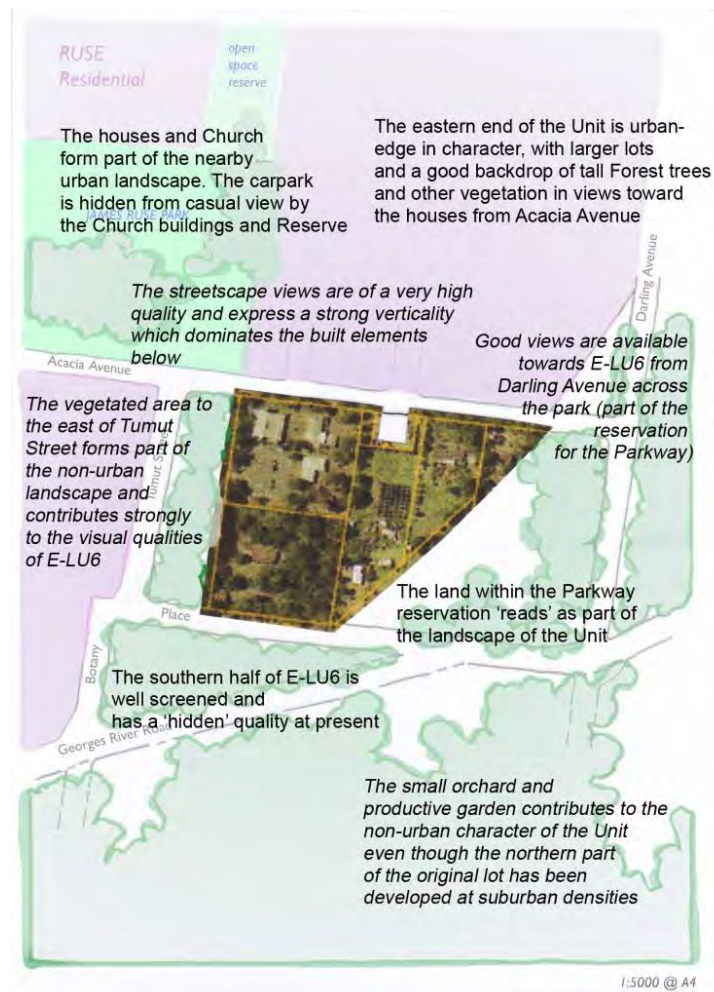 RUSE
Residential
open
space
reserve
The houses and Church
form part of the nearby
urban landscape. The carpark
is hidden from casual view by
the Church buildings and Reserve
JAMES RUSE PARK
The eastern end of the Unit is urban-
edge in character, with larger lots
and a good backdrop of tall Forest trees
and other vegetation in views toward
the houses from Acacia Avenue
Darling Avenue
The streetscape views are of a very high
quality and express a strong verticality
which dominates the built elements
below
Good views are available
towards E-LU6 from
Darling Avenue across
the park (part of the
reservation
for the Parkway)
Acacia Avenue
The vegetated area to
the east of Tumut
Street forms part of
the non-urban
landscape and
contributes strongly
to the visual qualities
of E-LU6
Tumut
The land within the Parkway
reservation ‘reads’ as part of
the landscape of the Unit
Place
Botany
The southern half of E-LU6 is
well screened and
has a ‘hidden’ quality at present
Georges River Road
The small orchard and
productive garden contributes to the
non-urban character of the Unit
even though the northern part
of the original lot has been
developed at suburban densities
1:5000 @ A4